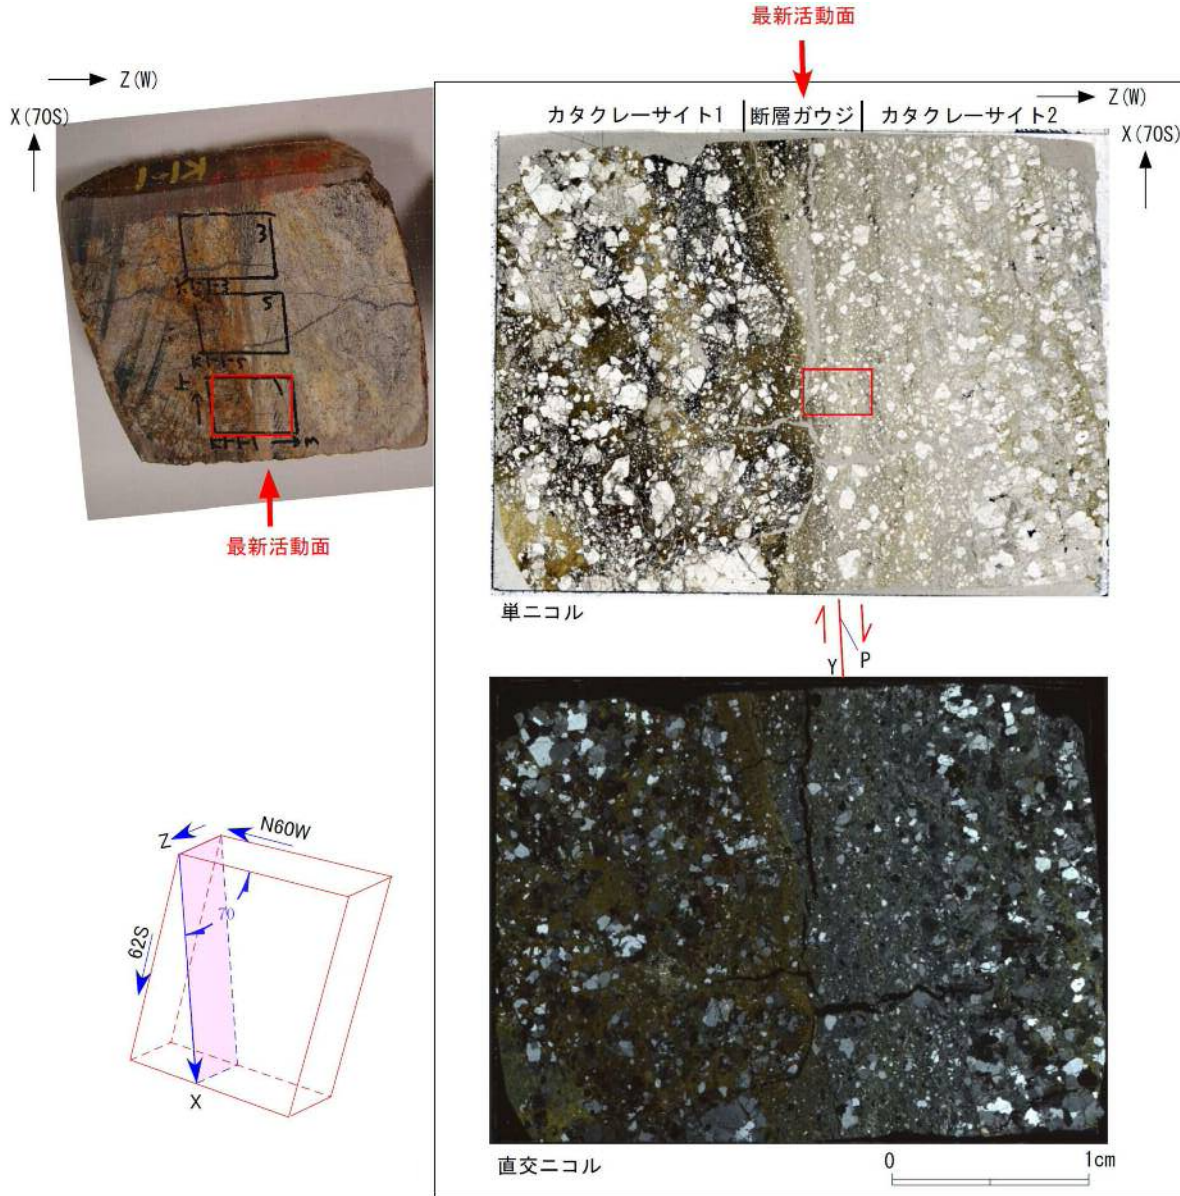 最新活動面
Z(W)
X(70S)
カタクレーサイト1
断層ガウジ
カタクレーサイト2
Z(W)
X(70S)
K1-1
3
5
最新活動面
単ニコル
Y
P
Z
N60W
70
62S
X
直交ニコル
0
1cm